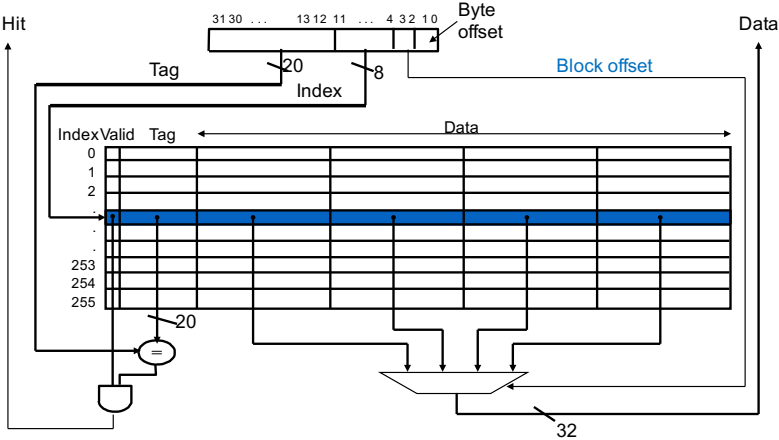 Hit
Byte
offset
Data
31 30 . . . 13 12 11 . . . 4 3 2 1 0
20
8
Tag
Index
Block offset
Index Valid Tag Data
0
1
2
.
.
.
253
254
255
20
=
32